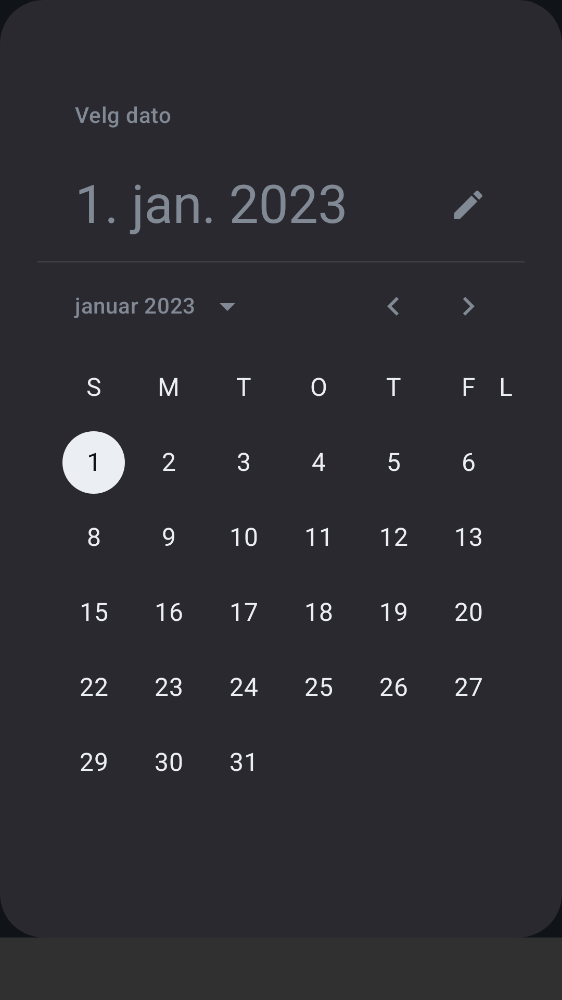 Velg dato
1. jan. 2023
januar 2023
S M T O T F L
1 2 3 4 5 6
8 9 10 11 12 13
15 16 17 18 19 20
22 23 24 25 26 27
29 30 31